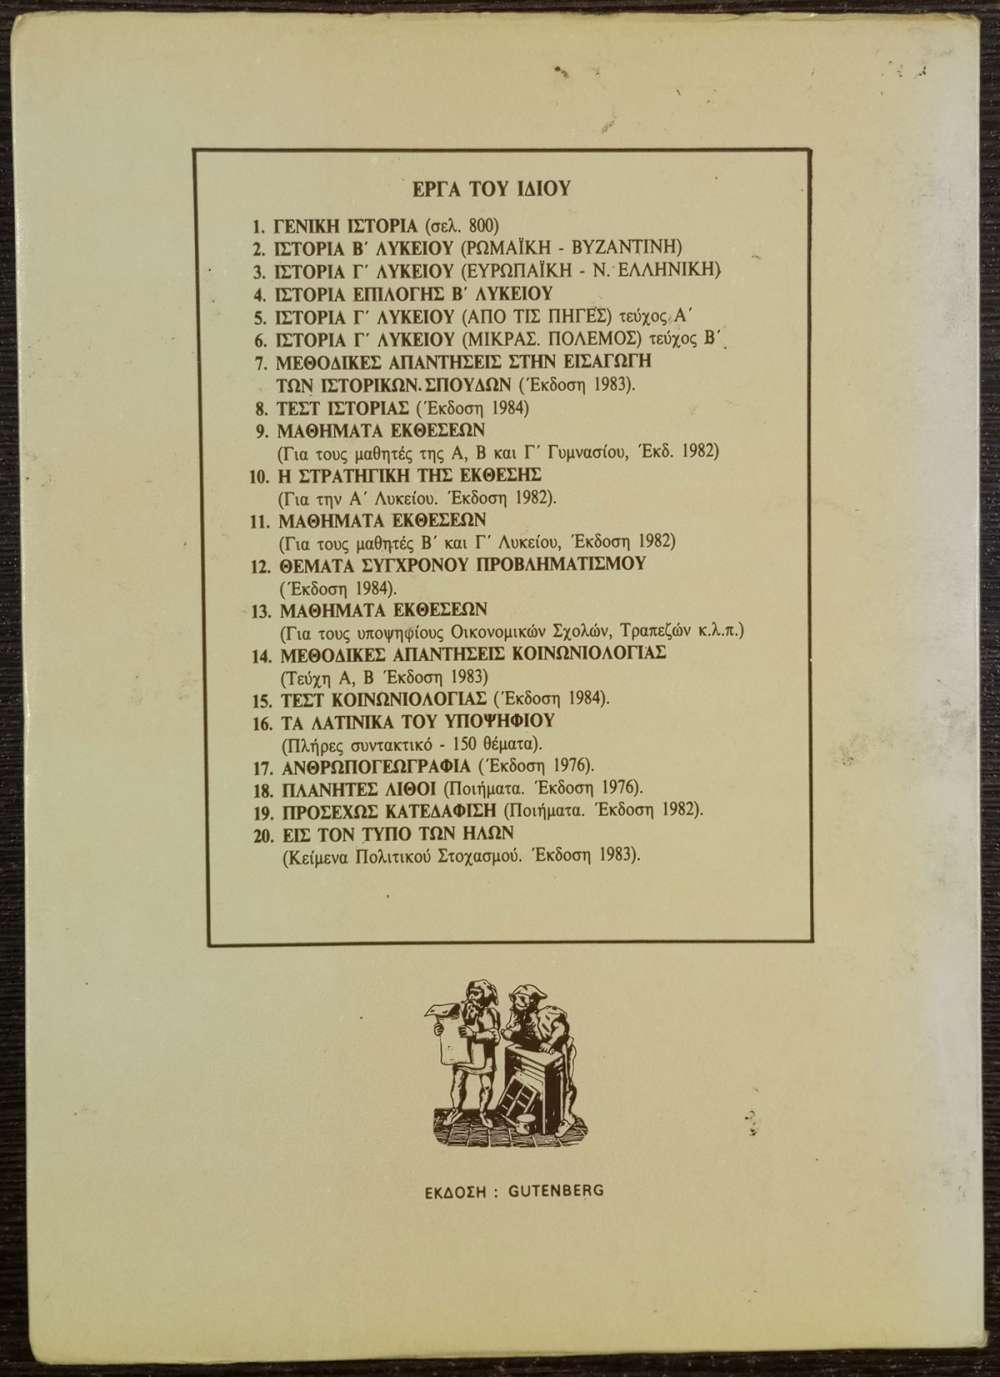 ΕΡΓΑ ΤΟΥ ΙΔΙΟΥ
1. ΓΕΝΙΚΗ ΙΣΤΟΡΙΑ (σελ. 800)
2. ΙΣΤΟΡΙΑ Β΄ ΛΥΚΕΙΟΥ (ΡΩΜΑΪΚΗ - ΒΥΖΑΝΤΙΝΗ)
3. ΙΣΤΟΡΙΑ Γ΄ ΛΥΚΕΙΟΥ (ΕΥΡΩΠΑΪΚΗ - Ν. ΕΛΛΗΝΙΚΗ)
4. ΙΣΤΟΡΙΑ ΕΠΙΛΟΓΗΣ Β΄ ΛΥΚΕΙΟΥ
5. ΙΣΤΟΡΙΑ Γ΄ ΛΥΚΕΙΟΥ (ΑΠΟ ΤΙΣ ΠΗΓΕΣ) τεύχος Α΄
6. ΙΣΤΟΡΙΑ Γ΄ ΛΥΚΕΙΟΥ (ΜΙΚΡΑΣ. ΠΟΛΕΜΟΣ) τεύχος Β΄
7. ΜΕΘΟΔΙΚΕΣ ΑΠΑΝΤΗΣΕΙΣ ΣΤΗΝ ΕΙΣΑΓΩΓΗ
ΤΩΝ ΙΣΤΟΡΙΚΩΝ ΣΠΟΥΔΩΝ (Έκδοση 1983).
8. ΤΕΣΤ ΙΣΤΟΡΙΑΣ (Έκδοση 1984)
9. ΜΑΘΗΜΑΤΑ ΕΚΘΕΣΕΩΝ
(Για τους μαθητές της Α, Β και Γ΄ Γυμνασίου, Έκδ. 1982)
10. Η ΣΤΡΑΤΗΓΙΚΗ ΤΗΣ ΕΚΘΕΣΗΣ
(Για την Α΄ Λυκείου. Έκδοση 1982).
11. ΜΑΘΗΜΑΤΑ ΕΚΘΕΣΕΩΝ
(Για τους μαθητές Β΄ και Γ΄ Λυκείου, Έκδοση 1982)
12. ΘΕΜΑΤΑ ΣΥΓΧΡΟΝΟΥ ΠΡΟΒΛΗΜΑΤΙΣΜΟΥ
(Έκδοση 1984).
13. ΜΑΘΗΜΑΤΑ ΕΚΘΕΣΕΩΝ
(Για τους υποψηφίους Οικονομικών Σχολών, Τραπεζών κ.λ.π.)
14. ΜΕΘΟΔΙΚΕΣ ΑΠΑΝΤΗΣΕΙΣ ΚΟΙΝΩΝΙΟΛΟΓΙΑΣ
(Τεύχη Α, Β Έκδοση 1983)
15. ΤΕΣΤ ΚΟΙΝΩΝΙΟΛΟΓΙΑΣ (Έκδοση 1984).
16. ΤΑ ΛΑΤΙΝΙΚΑ ΤΟΥ ΥΠΟΨΗΦΙΟΥ
(Πλήρες συντακτικό - 150 θέματα).
17. ΑΝΘΡΩΠΟΓΕΩΓΡΑΦΙΑ (Έκδοση 1976).
18. ΠΛΑΝΗΤΕΣ ΛΙΘΟΙ (Ποιήματα. Έκδοση 1976).
19. ΠΡΟΣΕΧΩΣ ΚΑΤΕΔΑΦΙΣΗ (Ποιήματα. Έκδοση 1982).
20. ΕΙΣ ΤΟΝ ΤΥΠΟ ΤΩΝ ΗΛΩΝ
(Κείμενα Πολιτικού Στοχασμού. Έκδοση 1983).
ΕΚΔΟΣΗ : GUTENBERG